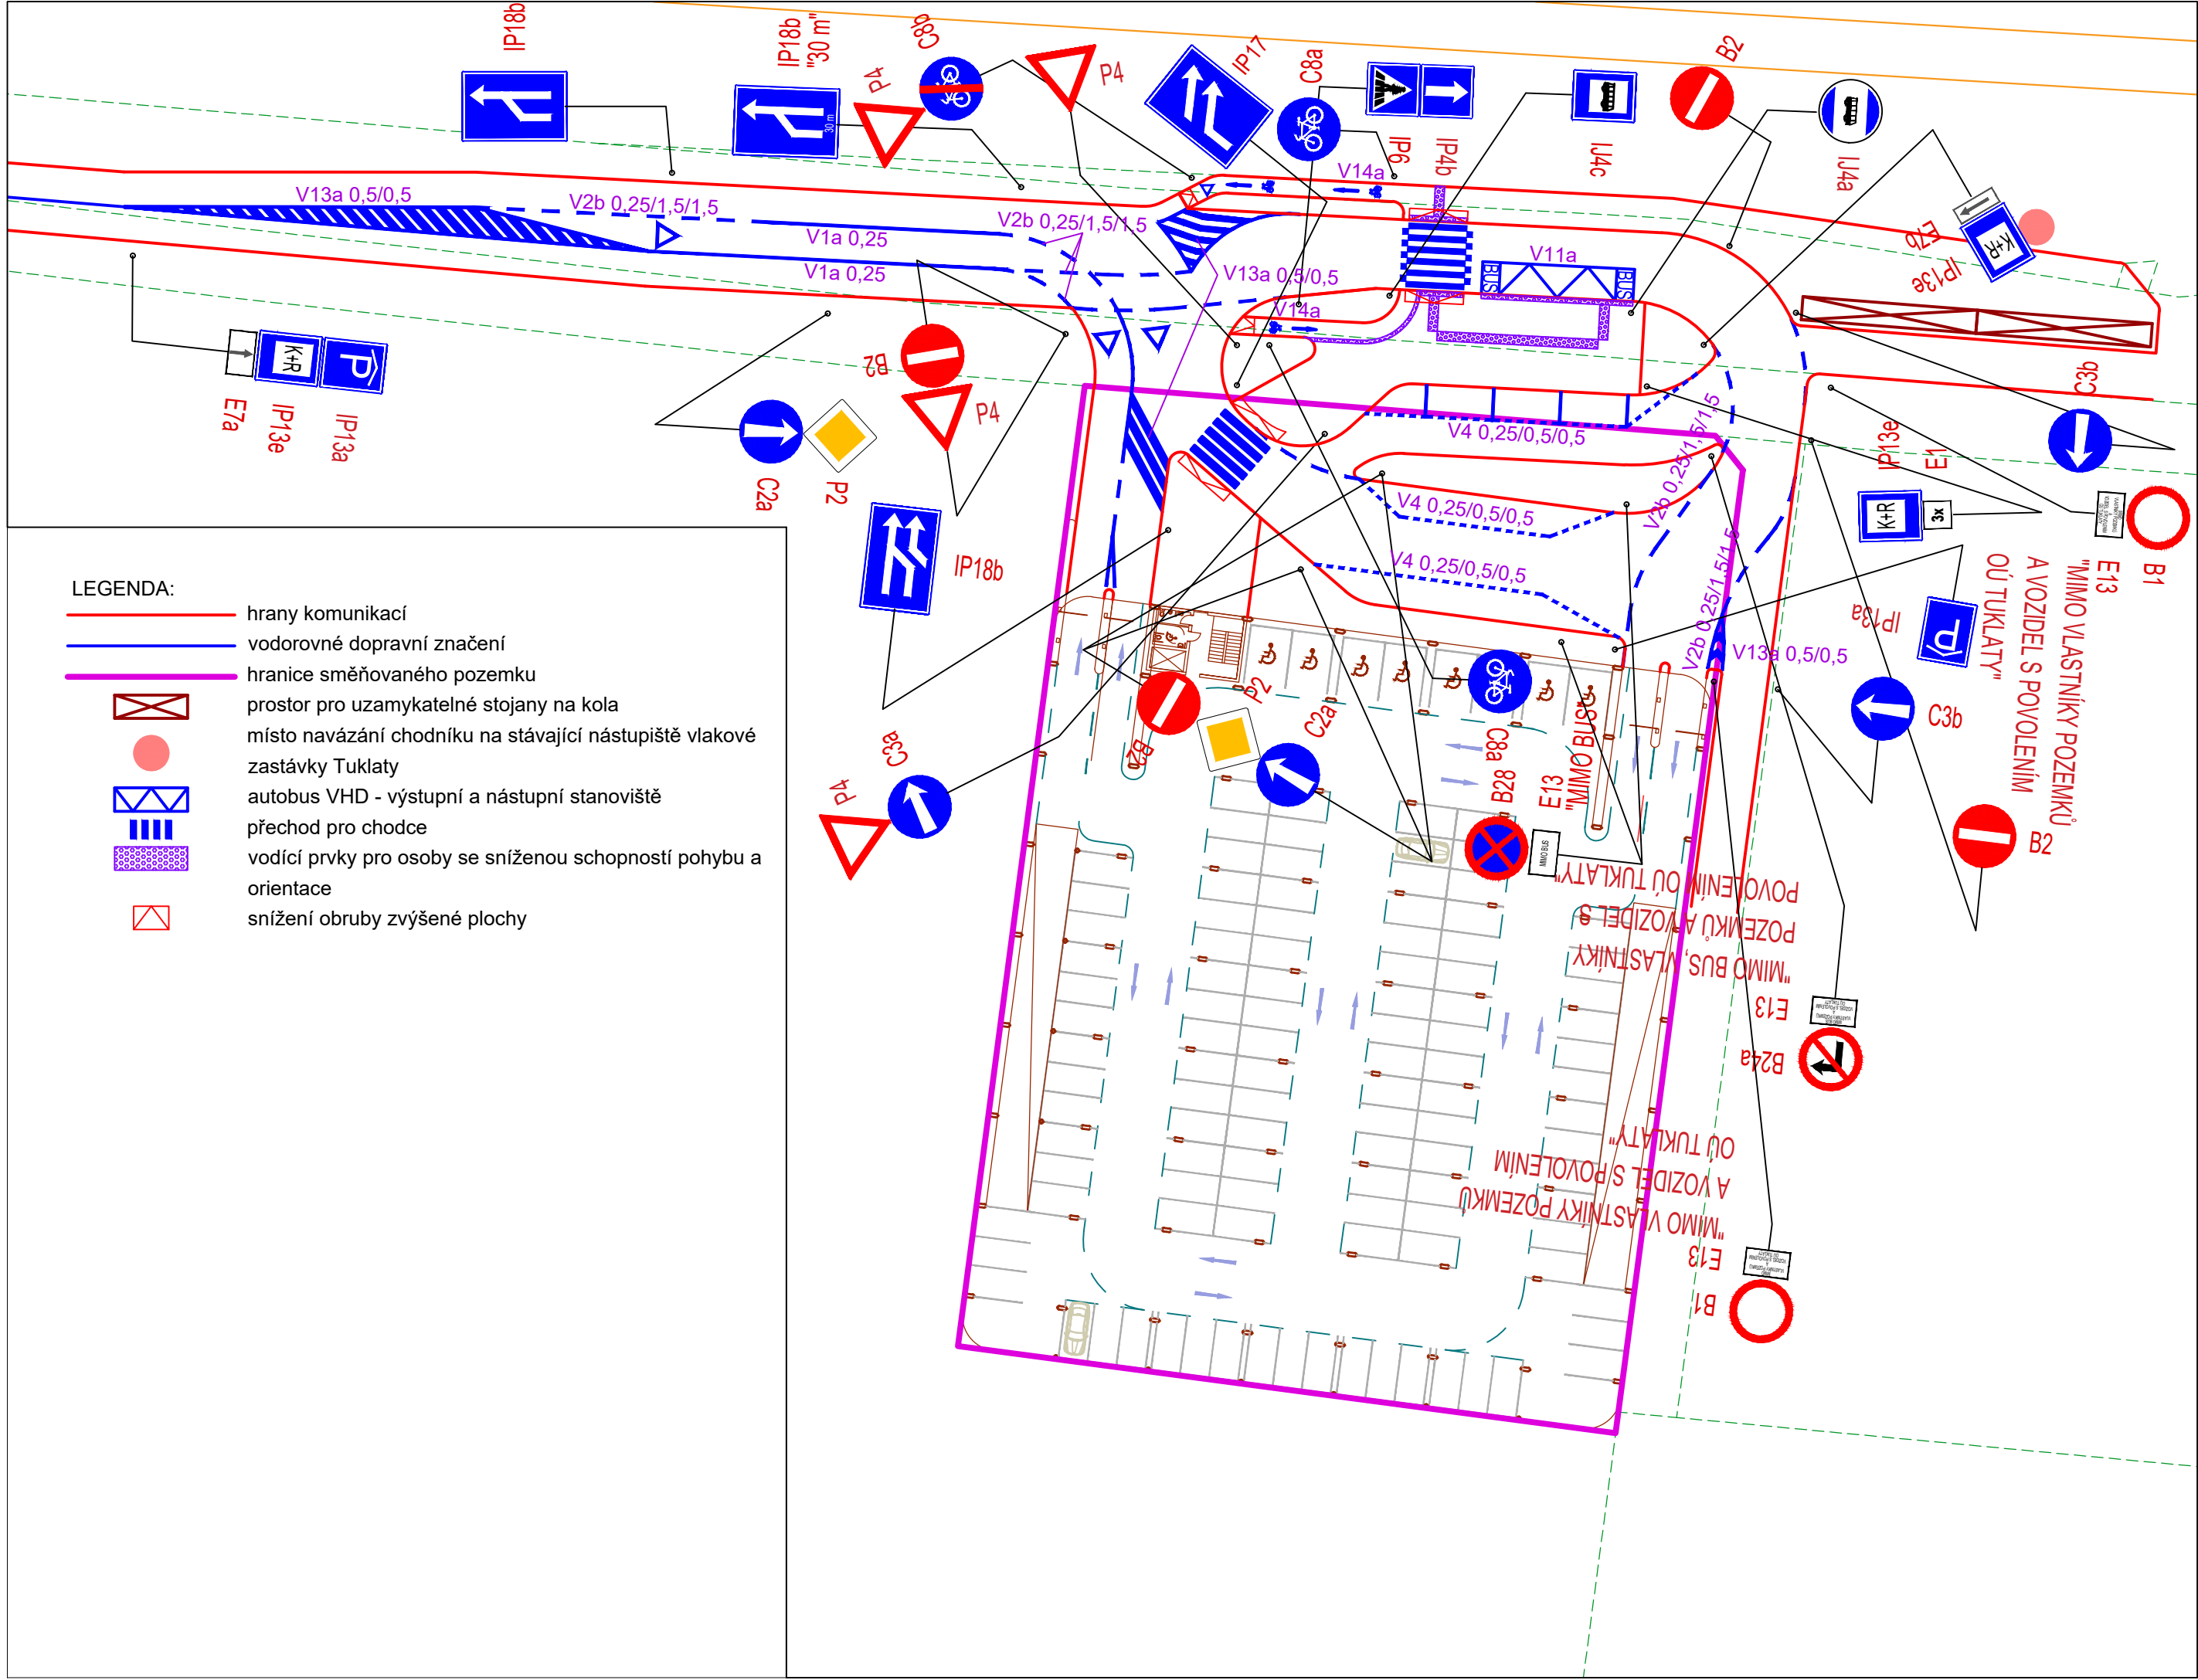 IP18b
IP18b
"30 m"
30 m
P4
C8b
P4
IP17
C8a
IP6
IP4b
IJ4c
B2
IJ4a
E7b
IP13e
K+R
V13a 0,5/0,5
V2b 0,25/1,5/1,5
V1a 0,25
V1a 0,25
V2b 0,25/1,5/1,5
V14a
V13a 0,5/0,5
V14a
V11a
BUS
BUS
K+R
P
E7a
IP13e
IP13a
B2
P4
C2a
P2
IP18b
V4 0,25/0,5/0,5
V4 0,25/0,5/0,5
V4 0,25/0,5/0,5
V2b 0,25/1,5/1,5
V2b 0,25/1,5/1,5
V13a 0,5/0,5
C3b
IP13e
E1
K+R
3x
B1
E13
"MIMO VLASTNÍKY POZEMKŮ
A VOZIDEL S POVOLENÍM
OÚ TUKLATY"
IP13a
P
C3b
B2
LEGENDA:
hrany komunikací
vodorovné dopravní značení
hranice směňovaného pozemku
prostor pro uzamykatelné stojany na kola
místo navázání chodníku na stávající nástupiště vlakové
zastávky Tuklaty
autobus VHD - výstupní a nástupní stanoviště
přechod pro chodce
vodící prvky pro osoby se sníženou schopností pohybu a
orientace
snížení obruby zvýšené plochy
P4
C3a
B2
P2
C2a
C8a
B28
E13
"MIMO BUS"
MIMO BUS
B24a
E13
"MIMO BUS, VLASTNÍKY
POZEMKŮ A VOZIDEL S
POVOLENÍM OÚ TUKLATY"
B1
E13
"MIMO VLASTNÍKY POZEMKŮ
A VOZIDEL S POVOLENÍM
OÚ TUKLATY"